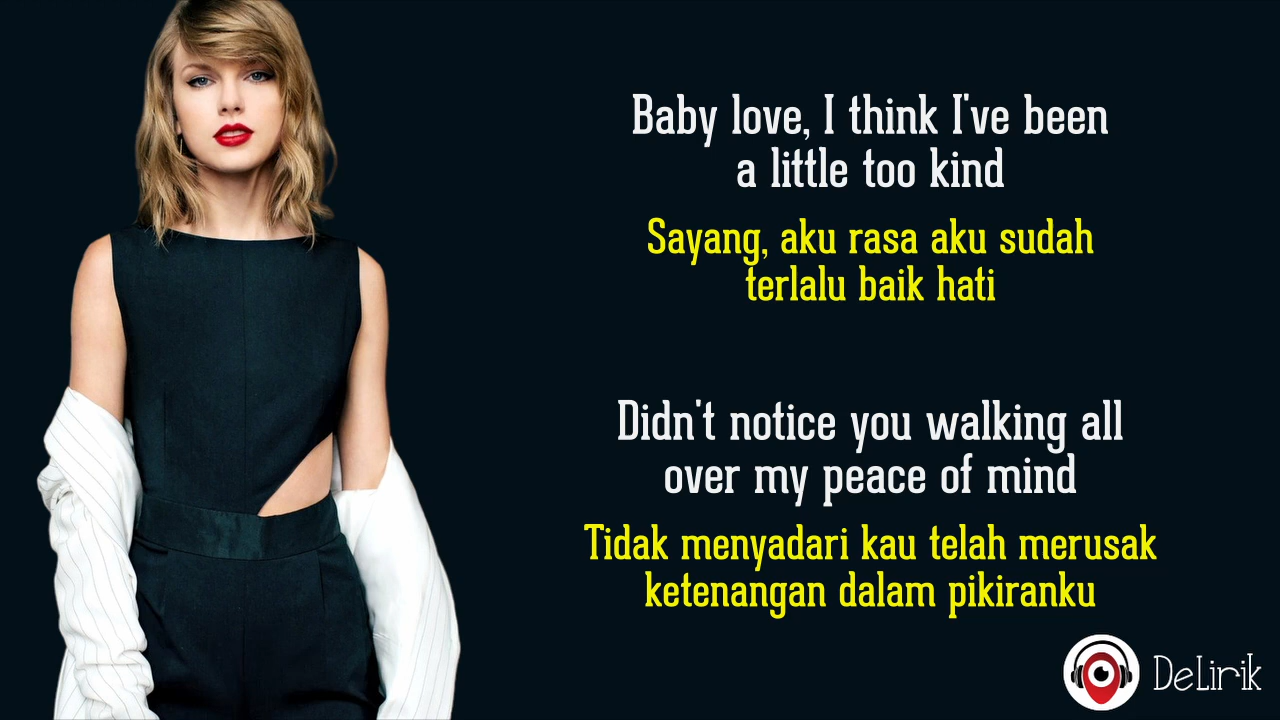 Baby love, I think I've been
a little too kind
Sayang, aku rasa aku sudah
terlalu baik hati
Didn't notice you walking all
over my peace of mind
Tidak menyadari kau telah merusak
ketenangan dalam pikiranku
DeLirik